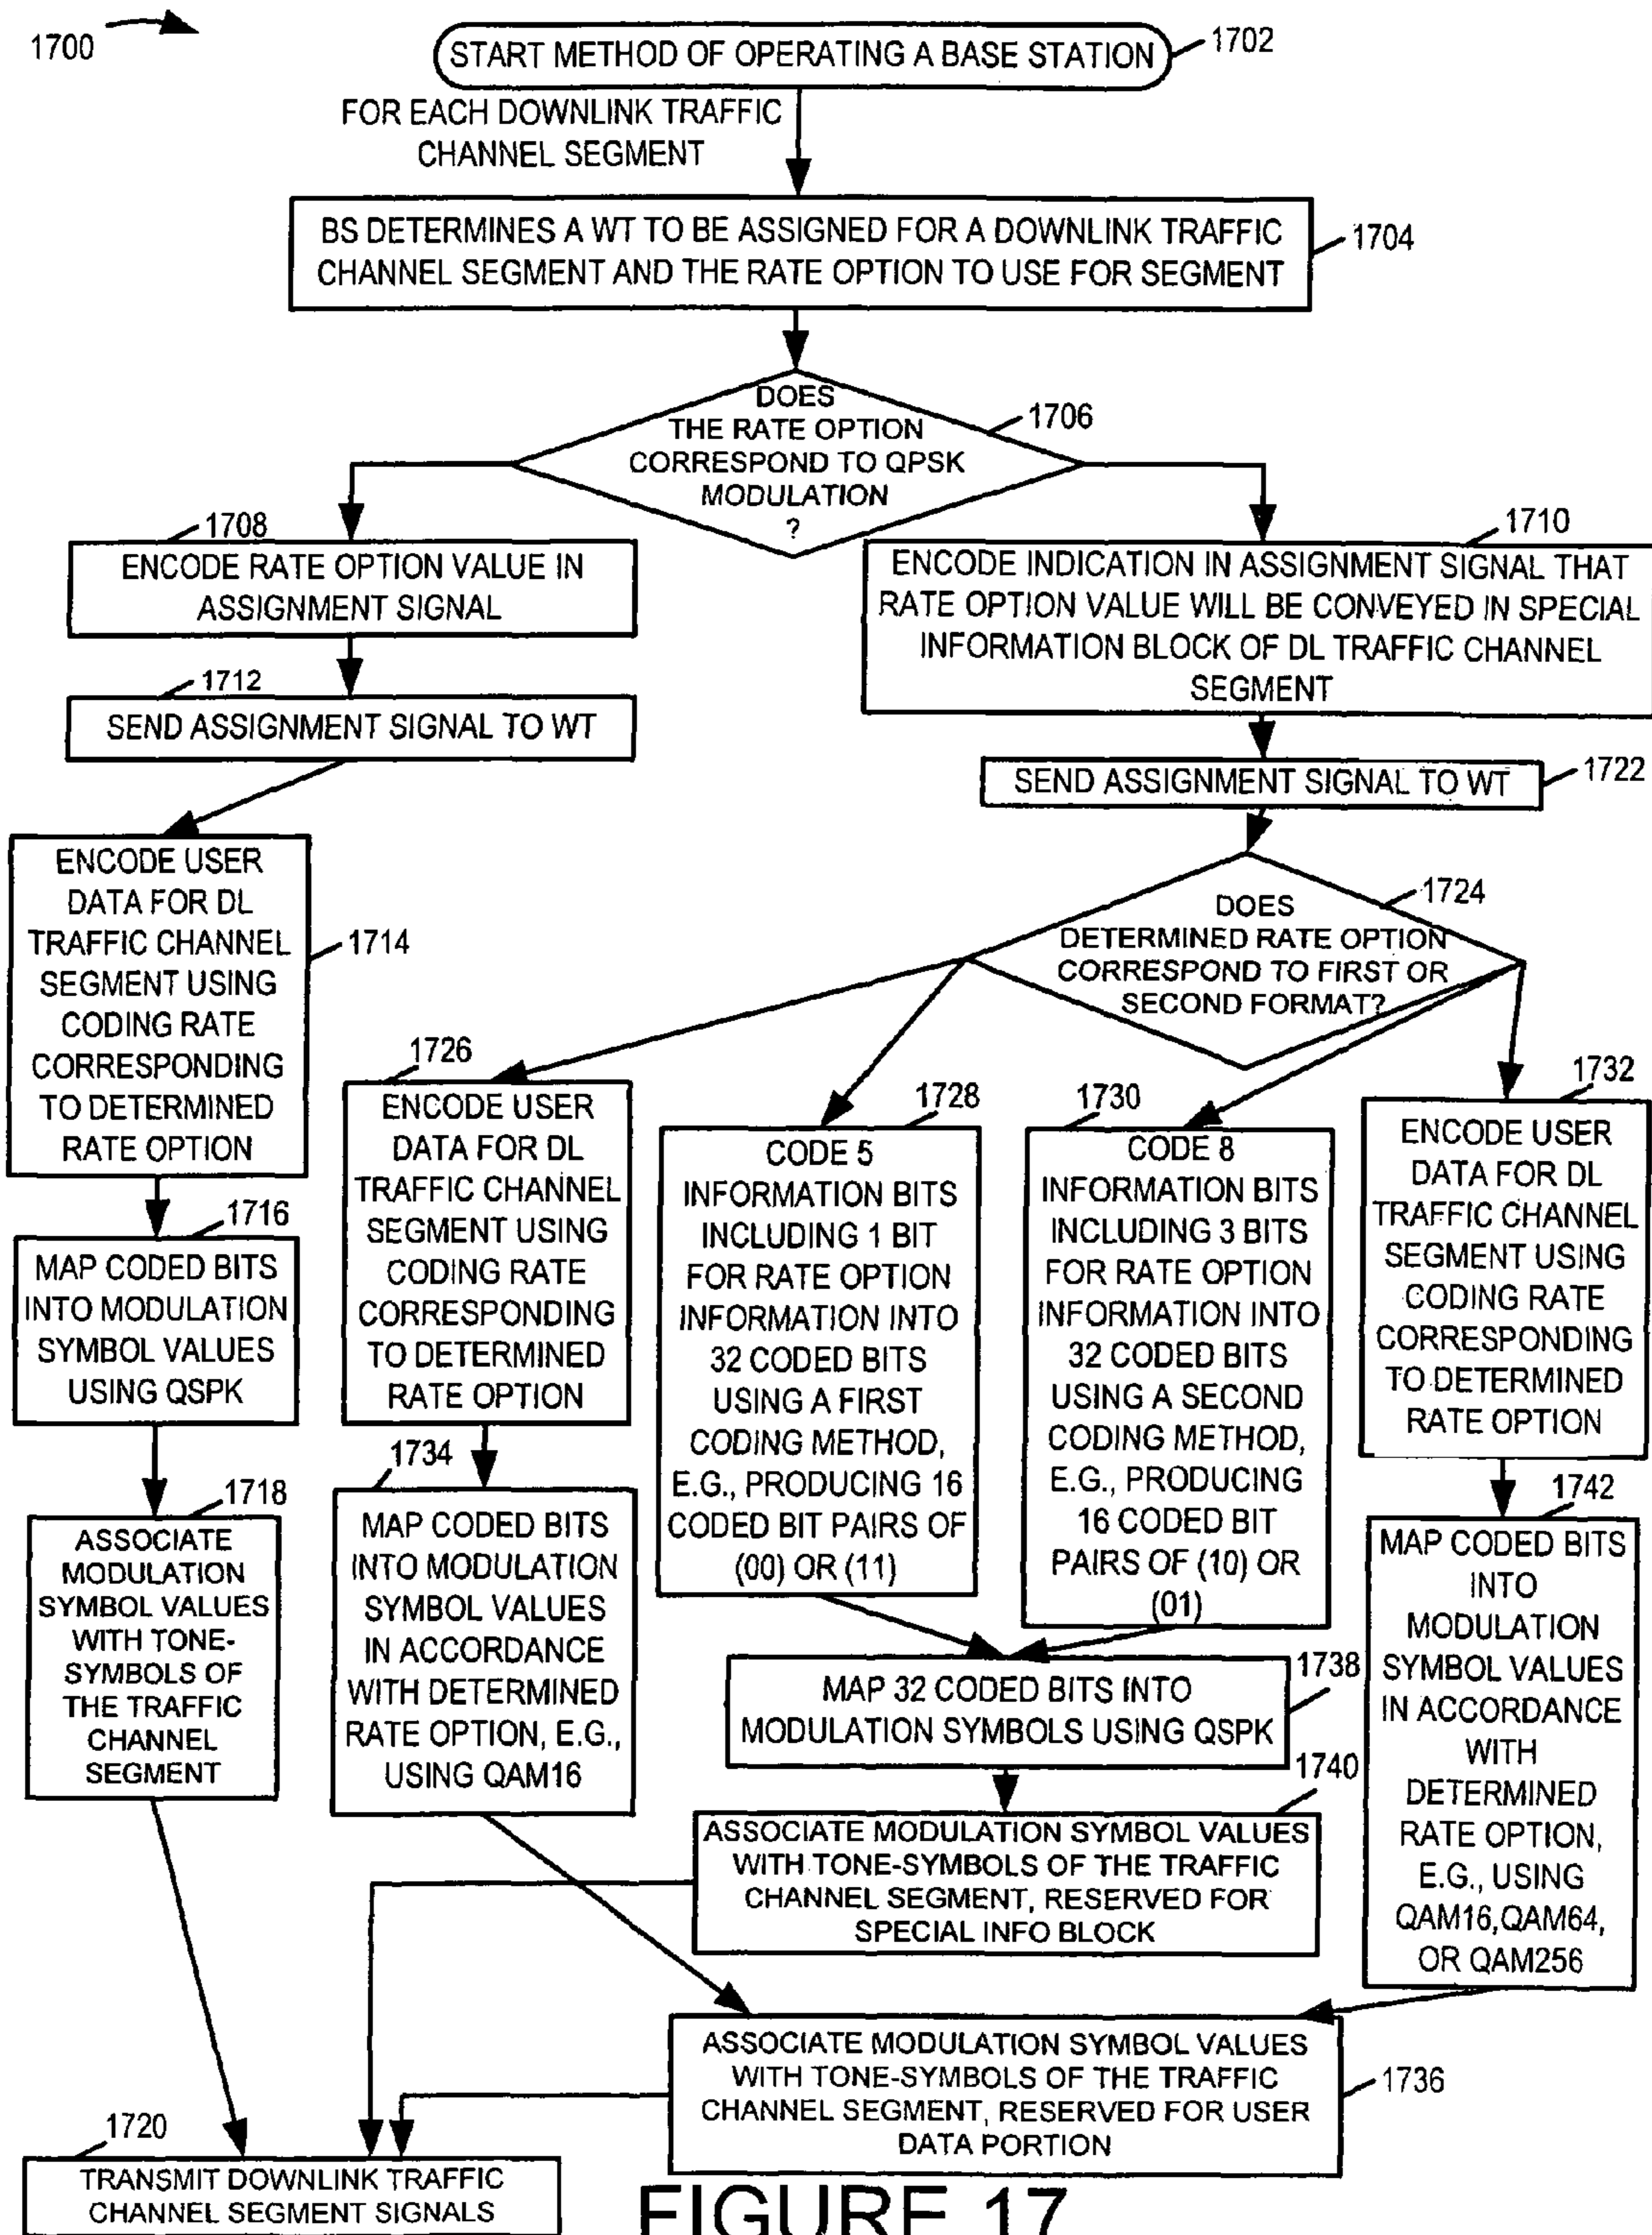 1700
START METHOD OF OPERATING A BASE STATION
1702
FOR EACH DOWNLINK TRAFFIC
CHANNEL SEGMENT
BS DETERMINES A WT TO BE ASSIGNED FOR A DOWNLINK TRAFFIC
CHANNEL SEGMENT AND THE RATE OPTION TO USE FOR SEGMENT
1704
DOES
THE RATE OPTION
CORRESPOND TO QPSK
MODULATION
?
1706
1708
ENCODE RATE OPTION VALUE IN
ASSIGNMENT SIGNAL
1710
ENCODE INDICATION IN ASSIGNMENT SIGNAL THAT
RATE OPTION VALUE WILL BE CONVEYED IN SPECIAL
INFORMATION BLOCK OF DL TRAFFIC CHANNEL
SEGMENT
1712
SEND ASSIGNMENT SIGNAL TO WT
SEND ASSIGNMENT SIGNAL TO WT
1722
ENCODE USER
DATA FOR DL
TRAFFIC CHANNEL
SEGMENT USING
CODING RATE
CORRESPONDING
TO DETERMINED
RATE OPTION
1714
DOES
DETERMINED RATE OPTION
CORRESPOND TO FIRST OR
SECOND FORMAT?
1724
1726
ENCODE USER
DATA FOR DL
TRAFFIC CHANNEL
SEGMENT USING
CODING RATE
CORRESPONDING
TO DETERMINED
RATE OPTION
1728
CODE 5
INFORMATION BITS
INCLUDING 1 BIT
FOR RATE OPTION
INFORMATION INTO
32 CODED BITS
USING A FIRST
CODING METHOD,
E.G., PRODUCING 16
CODED BIT PAIRS OF
(00) OR (11)
1730
CODE 8
INFORMATION BITS
INCLUDING 3 BITS
FOR RATE OPTION
INFORMATION INTO
32 CODED BITS
USING A SECOND
CODING METHOD,
E.G., PRODUCING
16 CODED BIT
PAIRS OF (10) OR
(01)
1732
ENCODE USER
DATA FOR DL
TRAFFIC CHANNEL
SEGMENT USING
CODING RATE
CORRESPONDING
TO DETERMINED
RATE OPTION
1716
MAP CODED BITS
INTO MODULATION
SYMBOL VALUES
USING QSPK
1718
ASSOCIATE
MODULATION
SYMBOL VALUES
WITH TONE-
SYMBOLS OF
THE TRAFFIC
CHANNEL
SEGMENT
1734
MAP CODED BITS
INTO MODULATION
SYMBOL VALUES
IN ACCORDANCE
WITH DETERMINED
RATE OPTION, E.G.,
USING QAM16
1738
MAP 32 CODED BITS INTO
MODULATION SYMBOLS USING QSPK
1740
ASSOCIATE MODULATION SYMBOL VALUES
WITH TONE-SYMBOLS OF THE TRAFFIC
CHANNEL SEGMENT, RESERVED FOR
SPECIAL INFO BLOCK
1742
MAP CODED BITS
INTO
MODULATION
SYMBOL VALUES
IN ACCORDANCE
WITH
DETERMINED
RATE OPTION,
E.G., USING
QAM16,QAM64,
OR QAM256
ASSOCIATE MODULATION SYMBOL VALUES
WITH TONE-SYMBOLS OF THE TRAFFIC
CHANNEL SEGMENT, RESERVED FOR USER
DATA PORTION
1736
1720
TRANSMIT DOWNLINK TRAFFIC
CHANNEL SEGMENT SIGNALS
FIGURE 17